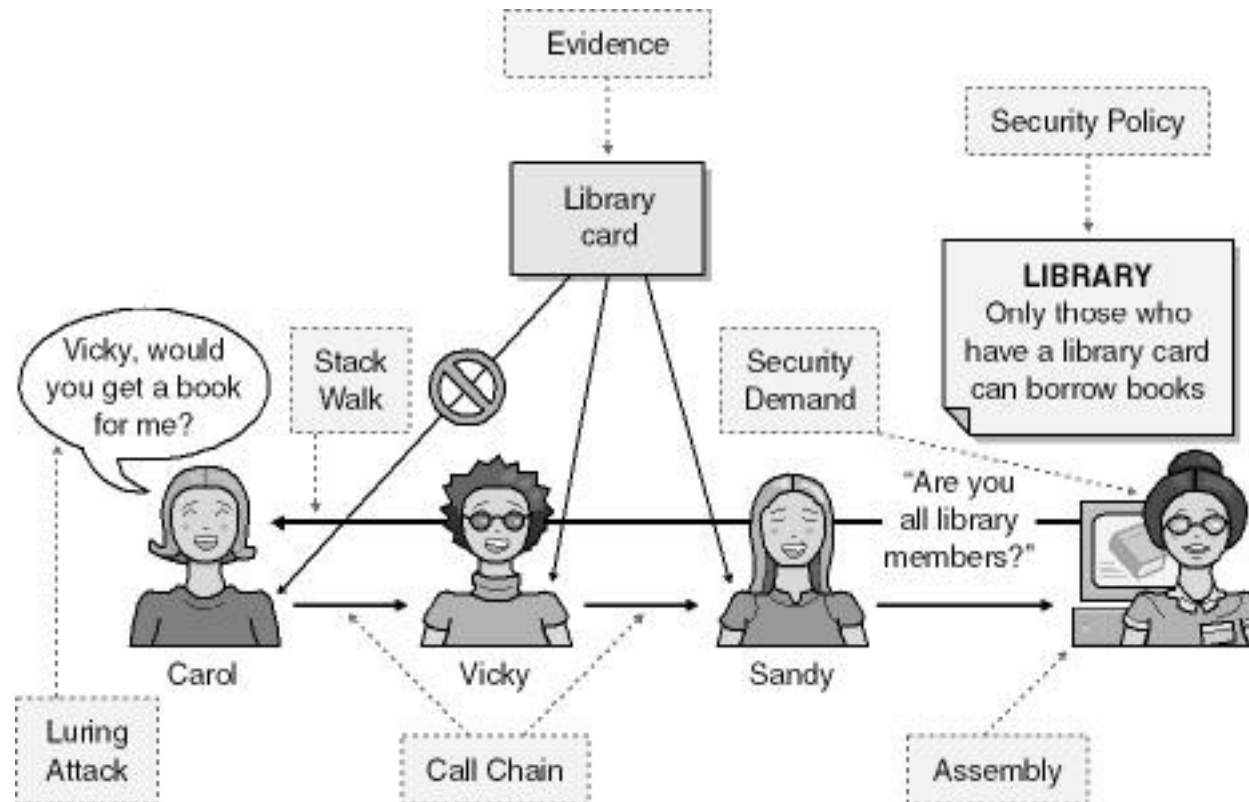 Evidence
Security Policy
Library
card
LIBRARY
Only those who
have a library card
can borrow books
Vicky, would
you get a book
for me?
Stack
Walk
Security
Demand
“Are you
all library
members?”
Carol
Vicky
Sandy
Luring
Attack
Call Chain
Assembly